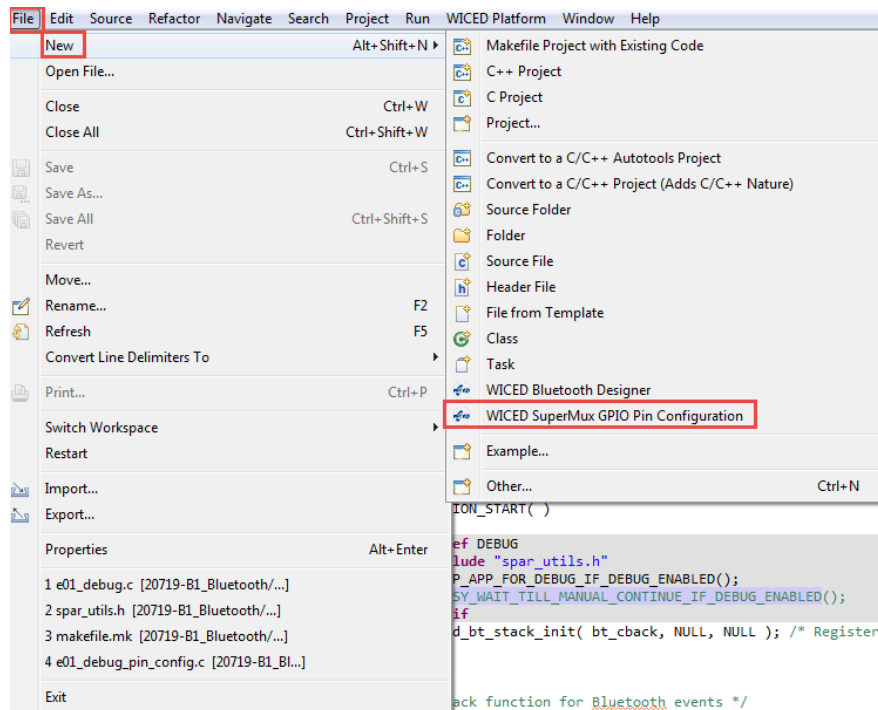 File Edit Source Refactor Navigate Search Project Run WICED Platform Window Help
New Alt+Shift+N
Open File...
Close Ctrl+W
Close All Ctrl+Shift+W
Save Ctrl+S
Save As...
Save All Ctrl+Shift+S
Revert
Move...
Rename... F2
Refresh F5
Convert Line Delimiters To
Print... Ctrl+P
Switch Workspace
Restart
Import...
Export...
Properties Alt+Enter
1 e01_debug.c [20719-B1_Bluetooth/...]
2 spar_utils.h [20719-B1_Bluetooth/...]
3 makefile.mk [20719-B1_Bluetooth/...]
4 e01_debug_pin_config.c [20719-B1_Bl...]
Exit
Makefile Project with Existing Code
C++ Project
C Project
Project...
Convert to a C/C++ Autotools Project
Convert to a C/C++ Project (Adds C/C++ Nature)
Source Folder
Folder
Source File
Header File
File from Template
Class
Task
WICED Bluetooth Designer
WICED SuperMux GPIO Pin Configuration
Example...
Other... Ctrl+N
ION_START( )
ef DEBUG
lude "spar_utils.h"
P_APP_FOR_DEBUG_IF_DEBUG_ENABLED();
SY_WAIT_TILL_MANUAL_CONTINUE_IF_DEBUG_ENABLED();
if
d_bt_stack_init( bt_cback, NULL, NULL ); /* Register
ack function for Bluetooth events */